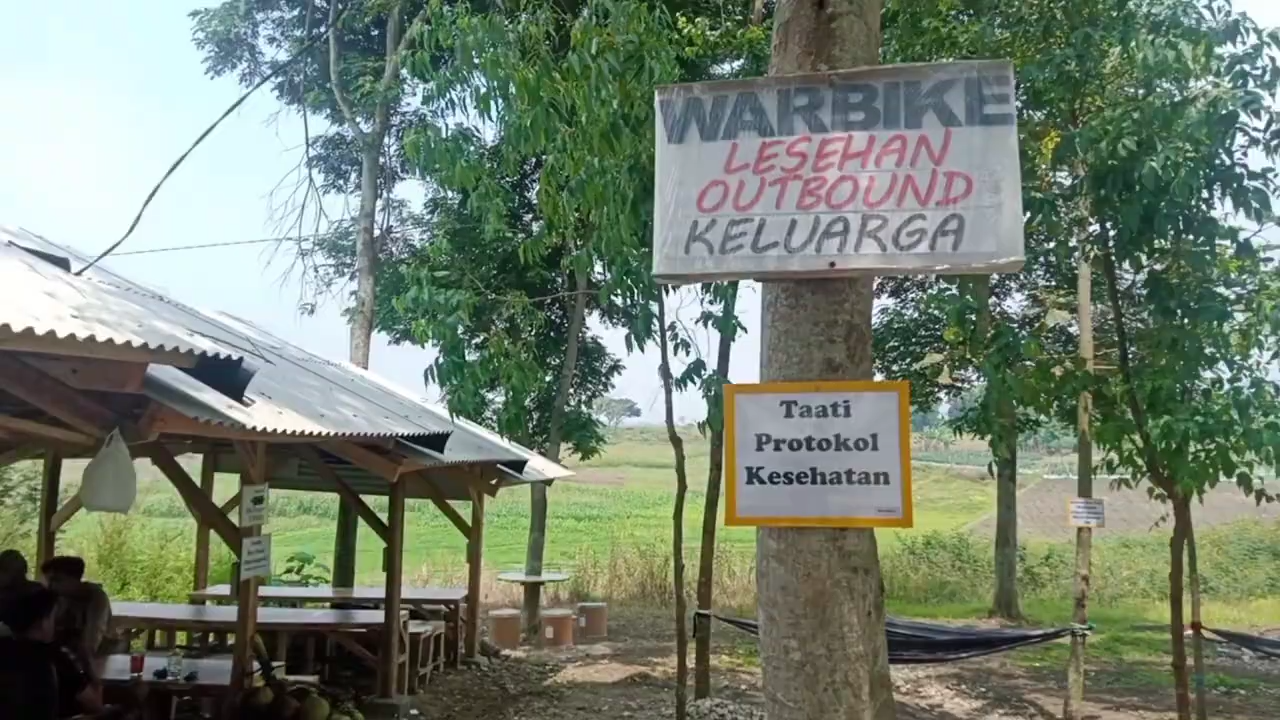 WARBIKE
LESEHAN
OUTBOUND
KELUARGA
Taati
Protokol
Kesehatan